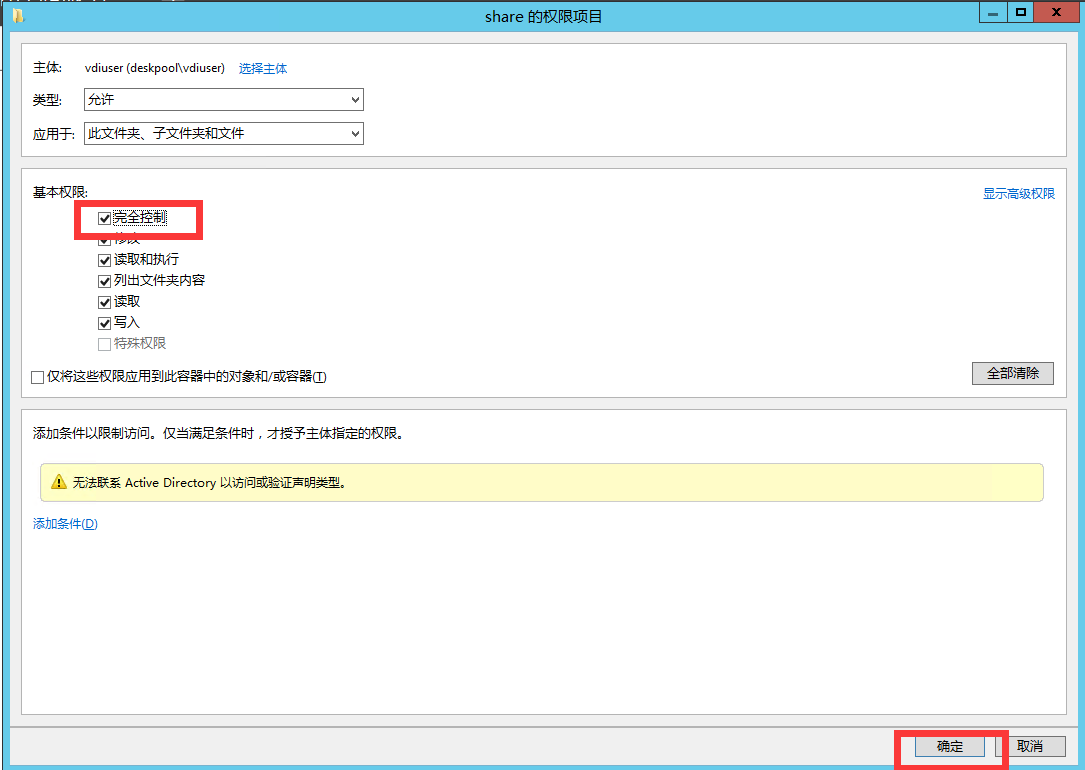 share 的权限项目
主体: vdiuser (deskpool\vdiuser) 选择主体
类型: 允许
应用于: 此文件夹、子文件夹和文件
基本权限: 显示高级权限
完全控制
修改
读取和执行
列出文件夹内容
读取
写入
特殊权限
仅将这些权限应用到此容器中的对象和/或容器(T)
全部清除
添加条件以限制访问。仅当满足条件时，才授予主体指定的权限。
无法联系 Active Directory 以访问或验证声明类型。
添加条件(D)
确定 取消